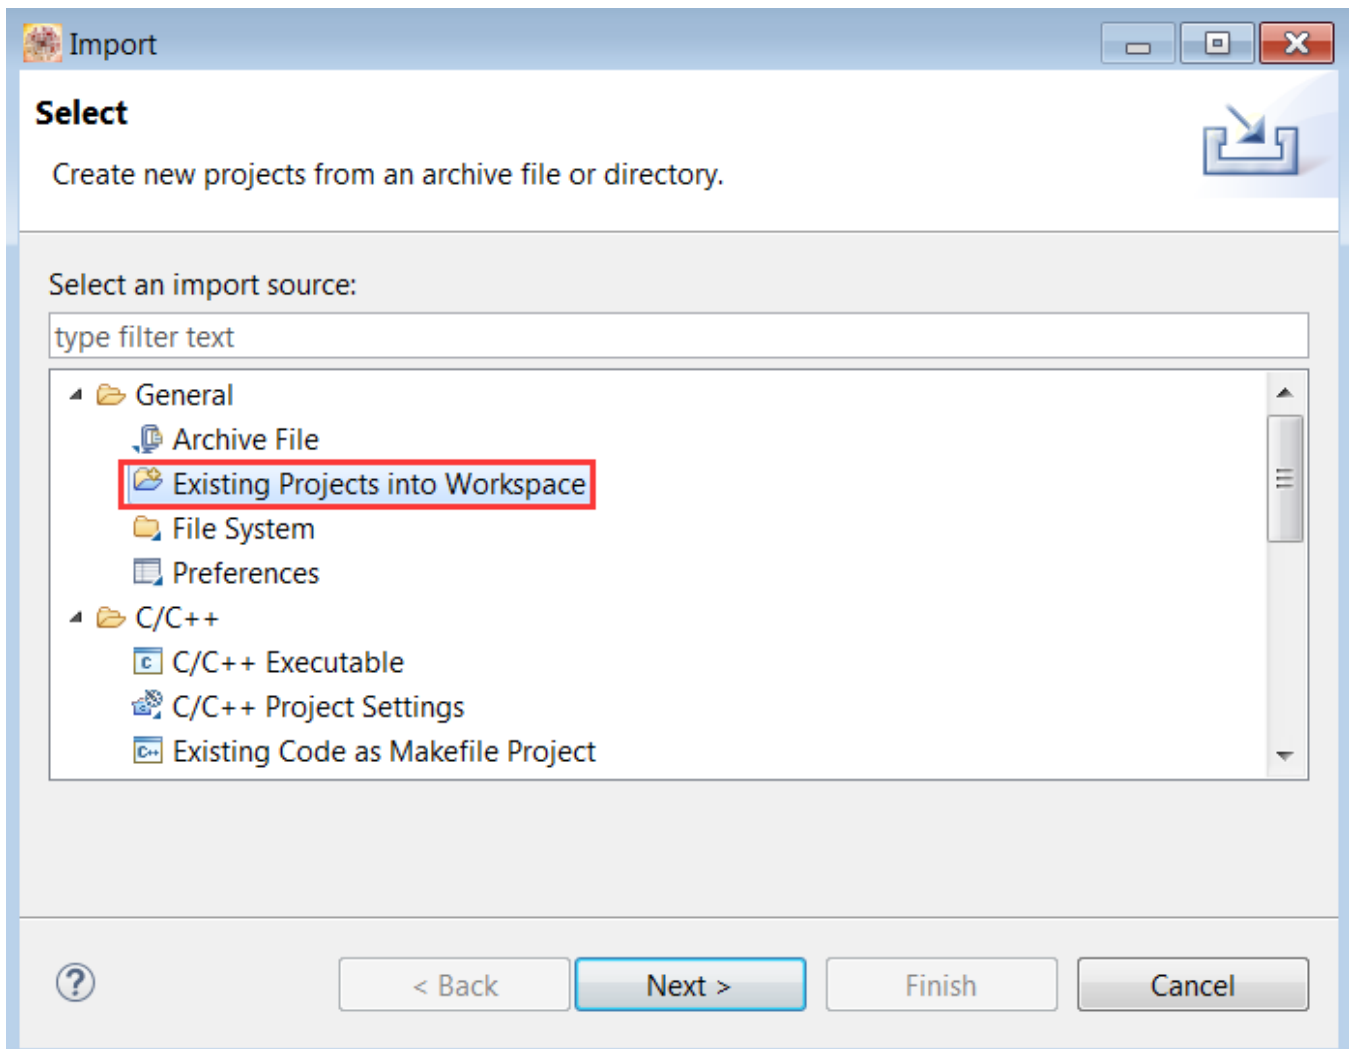 Import
Select
Create new projects from an archive file or directory.
Select an import source:
type filter text
General
Archive File
Existing Projects into Workspace
File System
Preferences
C/C++
C/C++ Executable
C/C++ Project Settings
Existing Code as Makefile Project
< Back Next > Finish Cancel